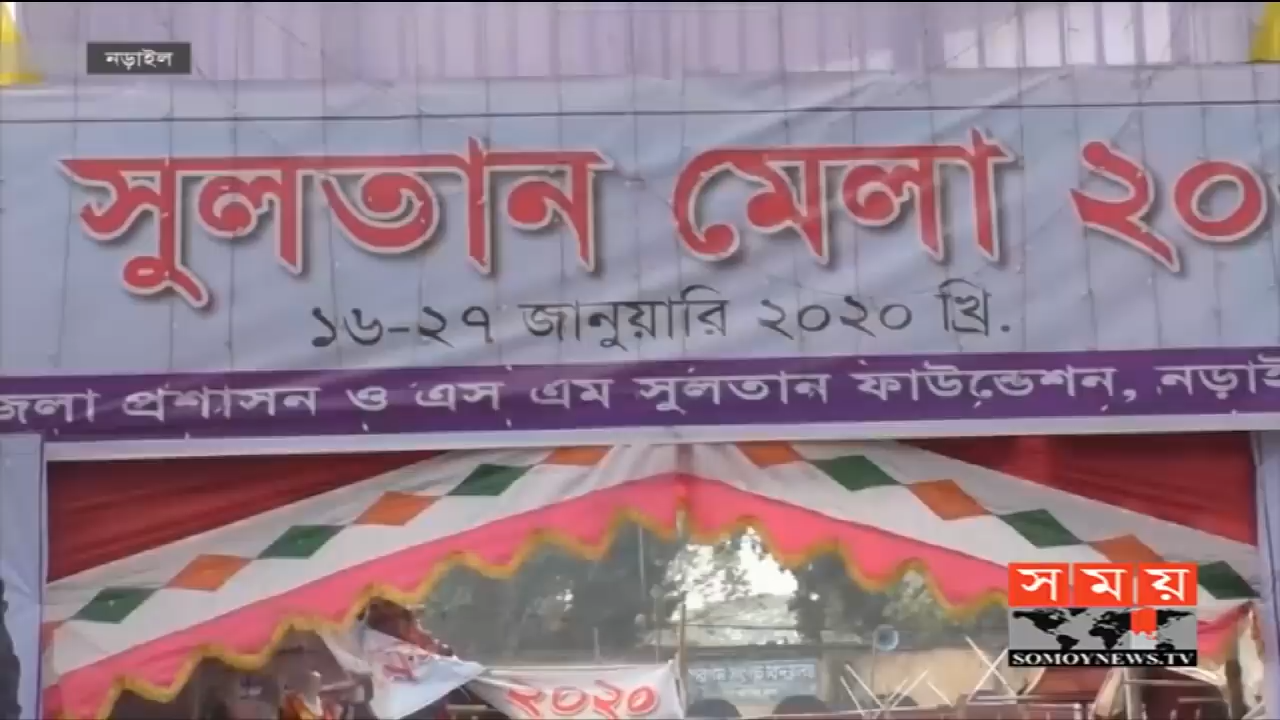 নড়াইল
সুলতান মেলা ২০
১৬-২৭ জানুয়ারি ২০২০ খ্রি.
জেলা প্রশাসন ও এস এম সুলতান ফাউন্ডেশন, নড়াই
২০২০
সময়
SOMOYNEWS.TV